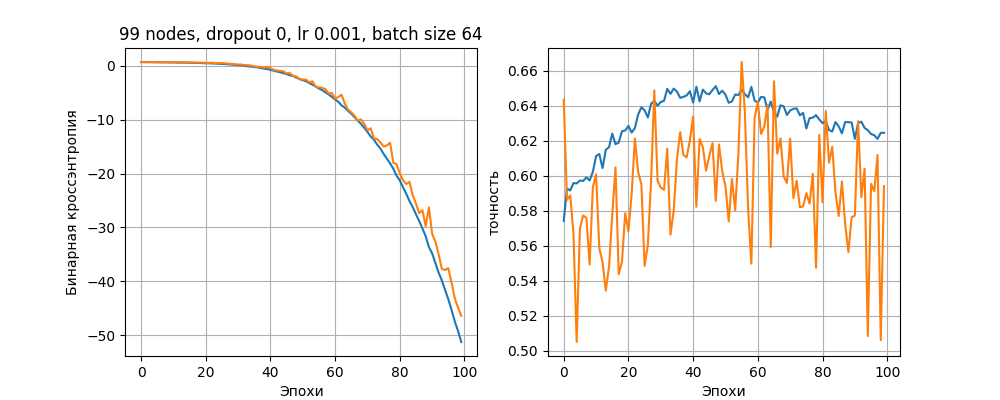 99 nodes, dropout 0, lr 0.001, batch size 64
Бинарная кроссэнтропия
0
−10
−20
−30
−40
−50
0 20 40 60 80 100
Эпохи
точность
0.66
0.64
0.62
0.60
0.58
0.56
0.54
0.52
0.50
0 20 40 60 80 100
Эпохи